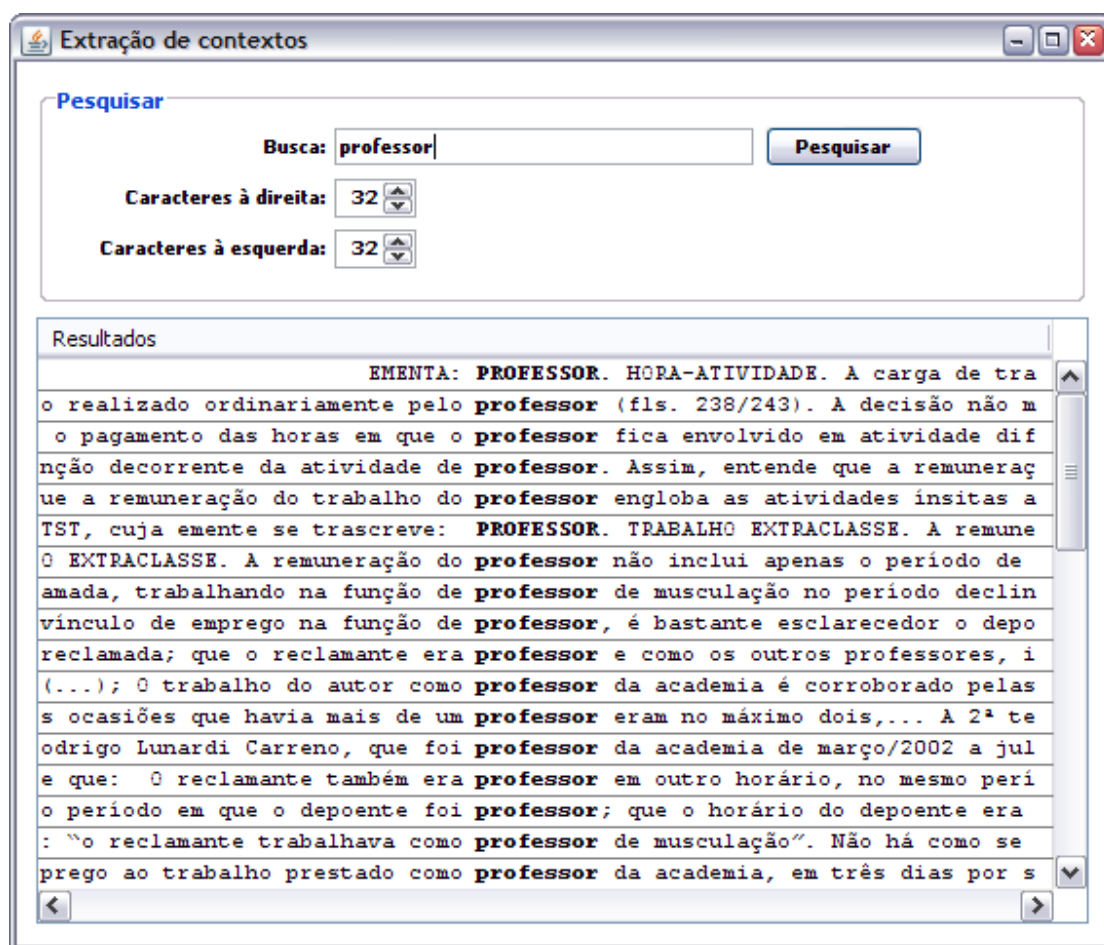 Extração de contextos
Pesquisar
Busca: professor Pesquisar
Caracteres à direita: 32
Caracteres à esquerda: 32
Resultados
EMENTA: PROFESSOR. HORA-ATIVIDADE. A carga de tra
o realizado ordinariamente pelo professor (fls. 238/243). A decisão não m
o pagamento das horas em que o professor fica envolvido em atividade dif
nção decorrente da atividade de professor. Assim, entende que a remuneraç
ue a remuneração do trabalho do professor engloba as atividades ínsitas a
TST, cuja emente se trascreve:  PROFESSOR. TRABALHO EXTRACLASSE. A remune
O EXTRACLASSE. A remuneração do professor não inclui apenas o período de
amada, trabalhando na função de professor de musculação no período declin
vínculo de emprego na função de professor, é bastante esclarecedor o depo
reclamada; que o reclamante era professor e como os outros professores, i
(...); O trabalho do autor como professor da academia é corroborado pelas
s ocasiões que havia mais de um professor eram no máximo dois,... A 2ª te
odrigo Lunardi Carreno, que foi professor da academia de março/2002 a jul
e que:  O reclamante também era professor em outro horário, no mesmo perí
o período em que o depoente foi professor; que o horário do depoente era
: “o reclamante trabalhava como professor de musculação”. Não há como se
prego ao trabalho prestado como professor da academia, em três dias por s